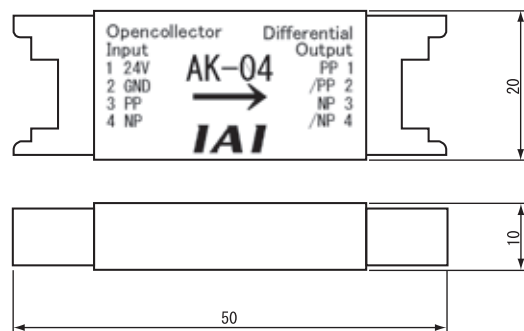 Opencollector Input
1 24V
2 GND
3 PP
4 NP
AK-04
IAI
Differential Output
PP 1
/PP 2
NP 3
/NP 4
20
10
50